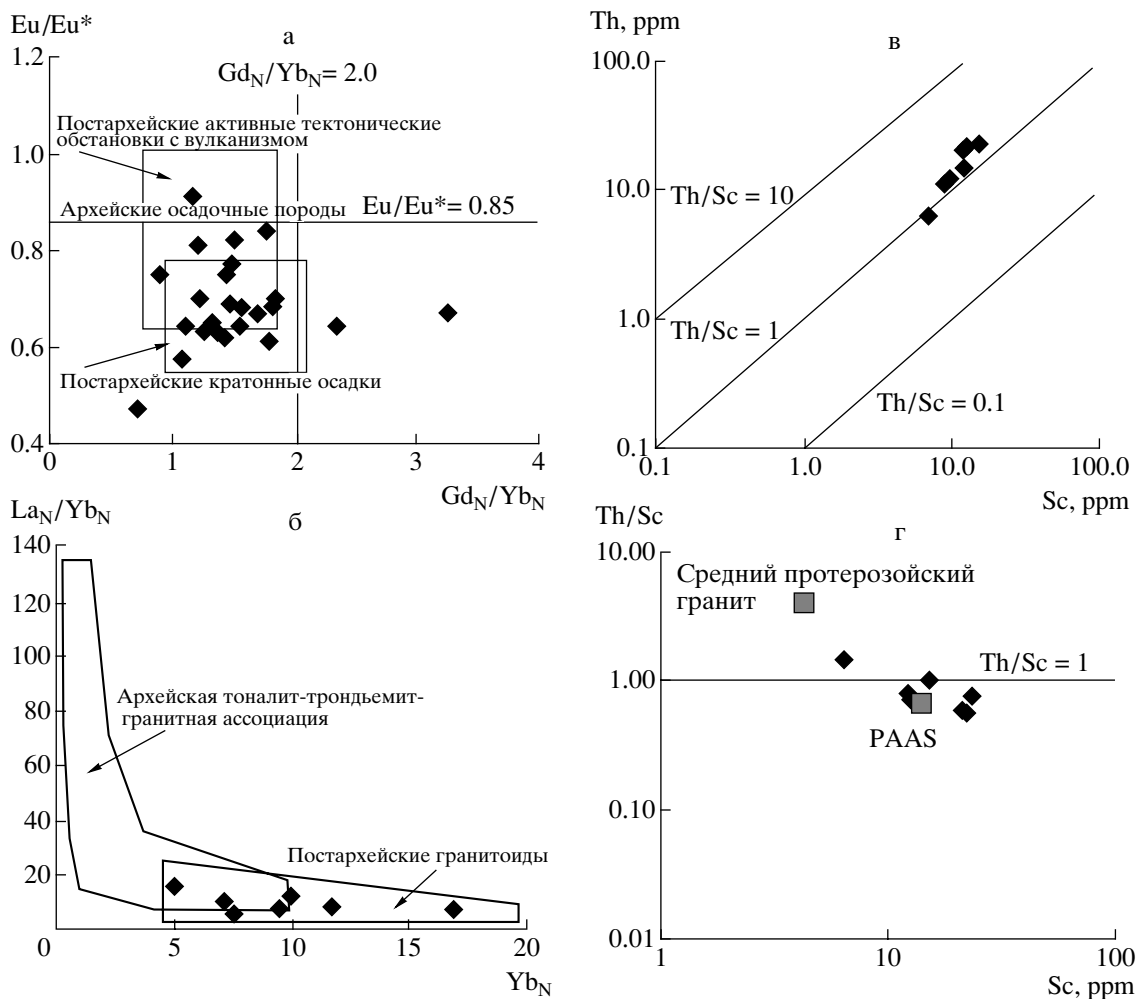 Eu/Eu*
а
1.2
1.0
0.8
0.6
0.4
Gd_N/Yb_N = 2.0
Постархейские активные тектонические
обстановки с вулканизмом
Архейские осадочные породы
Eu/Eu* = 0.85
Постархейские кратонные осадки
0
1
2
3
4
Gd_N/Yb_N
Th, ppm
в
100.0
10.0
1.0
0.1
Th/Sc = 10
Th/Sc = 1
Th/Sc = 0.1
0.1
1.0
10.0
100.0
Sc, ppm
La_N/Yb_N
б
140
120
100
80
60
40
20
Архейская тоналит-трондьемит-
гранитная ассоциация
Постархейские гранитоиды
0
5
10
15
20
Yb_N
Th/Sc
г
10.00
1.00
0.10
0.01
Средний протерозойский
гранит
Th/Sc = 1
PAAS
1
10
100
Sc, ppm